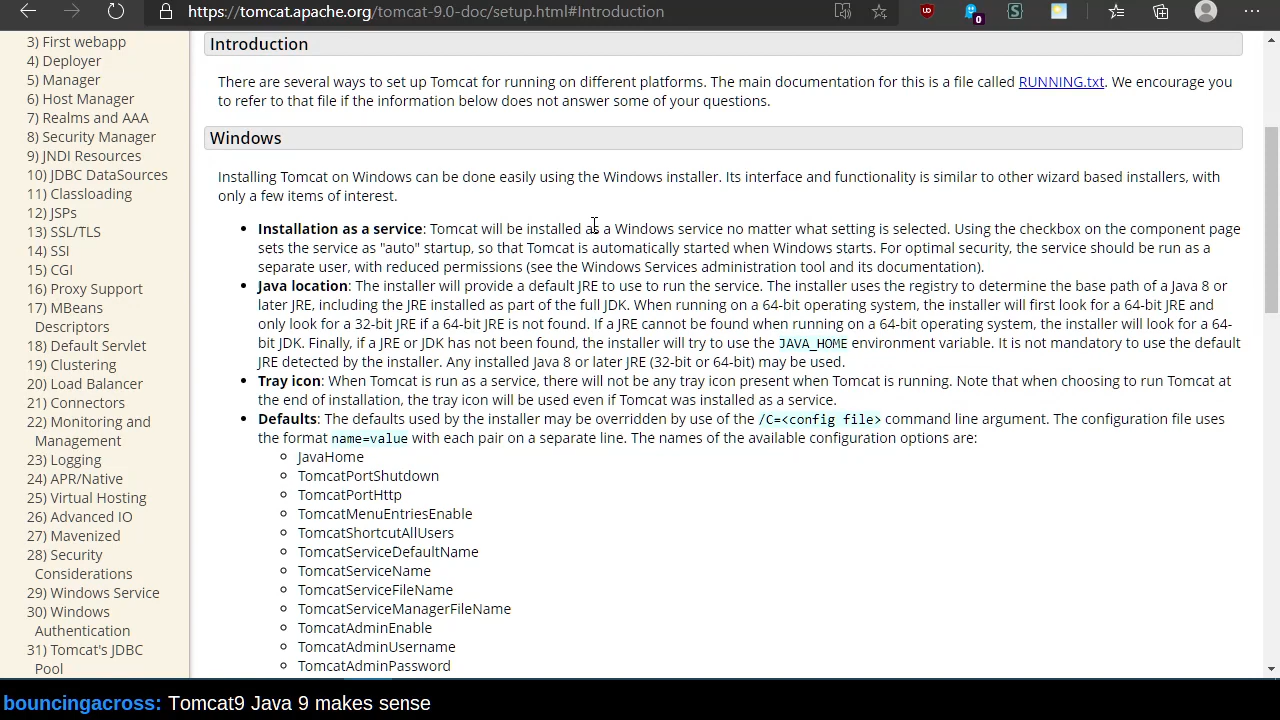 https://tomcat.apache.org/tomcat-9.0-doc/setup.html#Introduction
0
3) First webapp
4) Deployer
5) Manager
6) Host Manager
7) Realms and AAA
8) Security Manager
9) JNDI Resources
10) JDBC DataSources
11) Classloading
12) JSPs
13) SSL/TLS
14) SSI
15) CGI
16) Proxy Support
17) MBeans
Descriptors
18) Default Servlet
19) Clustering
20) Load Balancer
21) Connectors
22) Monitoring and
Management
23) Logging
24) APR/Native
25) Virtual Hosting
26) Advanced IO
27) Mavenized
28) Security
Considerations
29) Windows Service
30) Windows
Authentication
31) Tomcat's JDBC
Pool
Introduction
There are several ways to set up Tomcat for running on different platforms. The main documentation for this is a file called RUNNING.txt. We encourage you
to refer to that file if the information below does not answer some of your questions.
Windows
Installing Tomcat on Windows can be done easily using the Windows installer. Its interface and functionality is similar to other wizard based installers, with
only a few items of interest.
• Installation as a service: Tomcat will be installed as a Windows service no matter what setting is selected. Using the checkbox on the component page
sets the service as "auto" startup, so that Tomcat is automatically started when Windows starts. For optimal security, the service should be run as a
separate user, with reduced permissions (see the Windows Services administration tool and its documentation).
• Java location: The installer will provide a default JRE to use to run the service. The installer uses the registry to determine the base path of a Java 8 or
later JRE, including the JRE installed as part of the full JDK. When running on a 64-bit operating system, the installer will first look for a 64-bit JRE and
only look for a 32-bit JRE if a 64-bit JRE is not found. If a JRE cannot be found when running on a 64-bit operating system, the installer will look for a 64-
bit JDK. Finally, if a JRE or JDK has not been found, the installer will try to use the JAVA_HOME environment variable. It is not mandatory to use the default
JRE detected by the installer. Any installed Java 8 or later JRE (32-bit or 64-bit) may be used.
• Tray icon: When Tomcat is run as a service, there will not be any tray icon present when Tomcat is running. Note that when choosing to run Tomcat at
the end of installation, the tray icon will be used even if Tomcat was installed as a service.
• Defaults: The defaults used by the installer may be overridden by use of the /C=<config file> command line argument. The configuration file uses
the format name=value with each pair on a separate line. The names of the available configuration options are:
JavaHome
TomcatPortShutdown
TomcatPortHttp
TomcatMenuEntriesEnable
TomcatShortcutAllUsers
TomcatServiceDefaultName
TomcatServiceName
TomcatServiceFileName
TomcatServiceManagerFileName
TomcatAdminEnable
TomcatAdminUsername
TomcatAdminPassword
bouncingacross: Tomcat9 Java 9 makes sense